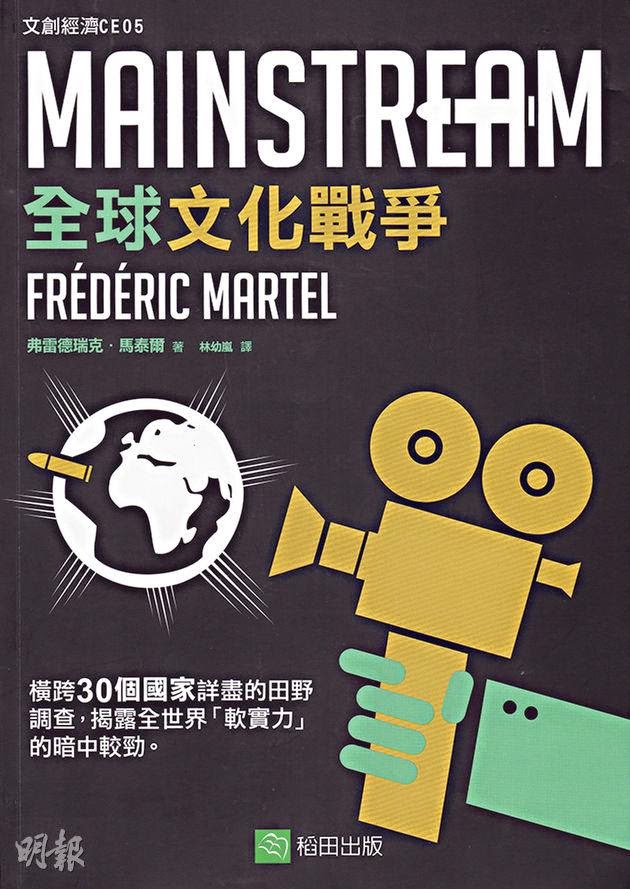 文創經濟CE05
MAINSTREAM
全球文化戰爭
FRÉDÉRIC MARTEL
弗雷德瑞克·馬泰爾 著 林幼嵐 譯
橫跨30個國家詳盡的田野
調查，揭露全世界「軟實力」
的暗中較勁。
明報
稻田出版